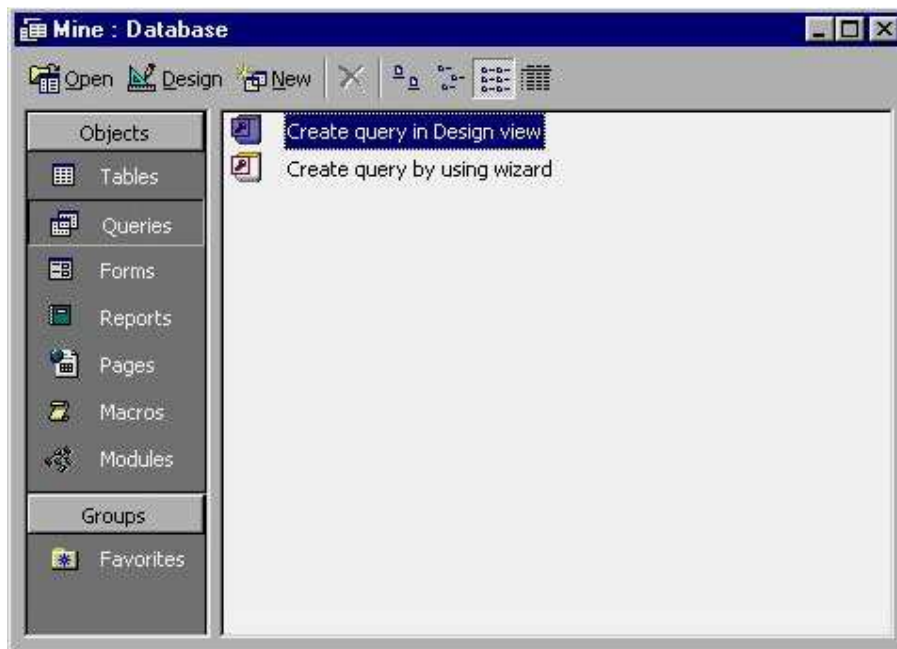 Mine : Database
Open Design New
Objects
Tables
Queries
Forms
Reports
Pages
Macros
Modules
Groups
Favorites
Create query in Design view
Create query by using wizard